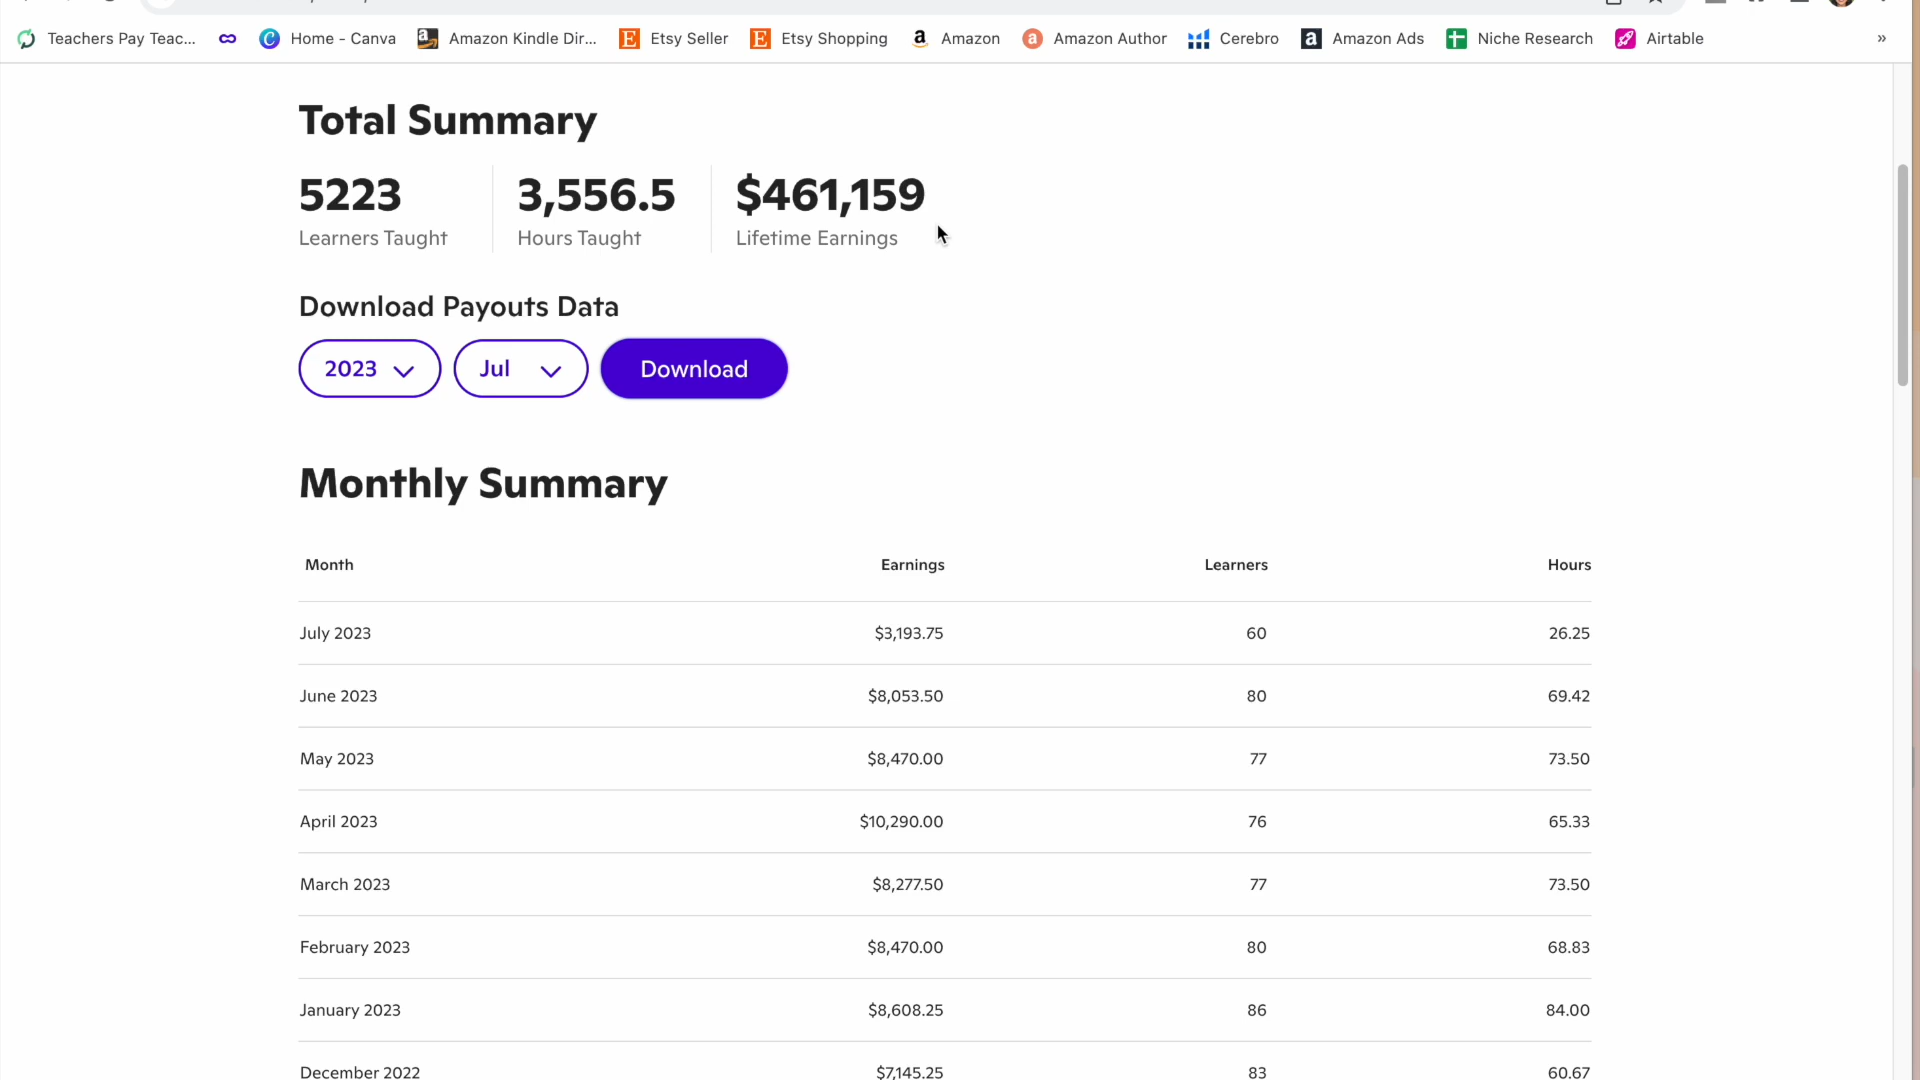 Teachers Pay Teac... Home - Canva Amazon Kindle Dir... Etsy Seller Etsy Shopping Amazon Amazon Author Cerebro Amazon Ads Niche Research Airtable »
Total Summary
5223 3,556.5 $461,159
Learners Taught Hours Taught Lifetime Earnings
Download Payouts Data
2023 Jul Download
Monthly Summary
Month Earnings Learners Hours
July 2023 $3,193.75 60 26.25
June 2023 $8,053.50 80 69.42
May 2023 $8,470.00 77 73.50
April 2023 $10,290.00 76 65.33
March 2023 $8,277.50 77 73.50
February 2023 $8,470.00 80 68.83
January 2023 $8,608.25 86 84.00
December 2022 $7,145.25 83 60.67